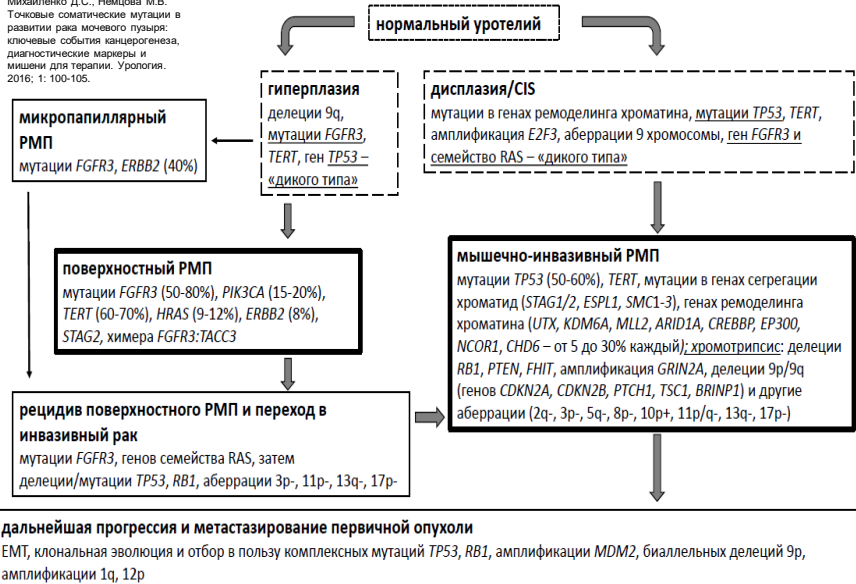 Михайленко Д.С., Немцова М.В.
Точковые соматические мутации в
развитии рака мочевого пузыря:
ключевые события канцерогенеза,
диагностические маркеры и
мишени для терапии. Урология.
2016; 1: 100-105.
нормальный уротелий
гиперплазия
делеции 9q,
мутации FGFR3,
TERT, ген TP53 –
«дикого типа»
дисплазия/CIS
мутации в генах ремоделинга хроматина, мутации TP53, TERT,
амплификация E2F3, аберрации 9 хромосомы, ген FGFR3 и
семейство RAS – «дикого типа»
микропапиллярный
РМП
мутации FGFR3, ERBB2 (40%)
поверхностный РМП
мутации FGFR3 (50-80%), PIK3CA (15-20%),
TERT (60-70%), HRAS (9-12%), ERBB2 (8%),
STAG2, химера FGFR3:TACC3
мышечно-инвазивный РМП
мутации TP53 (50-60%), TERT, мутации в генах сегрегации
хроматид (STAG1/2, ESPL1, SMC1-3), генах ремоделинга
хроматина (UTX, KDM6A, MLL2, ARID1A, CREBBP, EP300,
NCOR1, CHD6 – от 5 до 30% каждый); хромотрипсис: делеции
RB1, PTEN, FHIT, амплификация GRIN2A, делеции 9p/9q
(генов CDKN2A, CDKN2B, PTCH1, TSC1, BRINP1) и другие
аберрации (2q-, 3p-, 5q-, 8p-, 10p+, 11p/q-, 13q-, 17p-)
рецидив поверхностного РМП и переход в
инвазивный рак
мутации FGFR3, генов семейства RAS, затем
делеции/мутации TP53, RB1, аберрации 3p-, 11p-, 13q-, 17p-
дальнейшая прогрессия и метастазирование первичной опухоли
EMT, клональная эволюция и отбор в пользу комплексных мутаций TP53, RB1, амплификации MDM2, биаллельных делеций 9p,
амплификации 1q, 12p